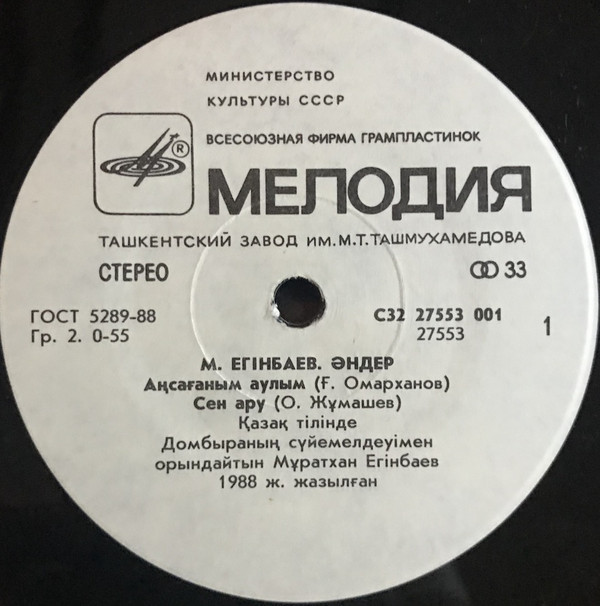 МИНИСТЕРСТВО
КУЛЬТУРЫ СССР
ВСЕСОЮЗНАЯ ФИРМА ГРАМПЛАСТИНОК
®
МЕЛОДИЯ
ТАШКЕНТСКИЙ ЗАВОД ИМ. М.Т.ТАШМУХАМЕДОВА
СТЕРЕО 33
ГОСТ 5289-88 С32 27553 001
Гр. 2. 0-55 27553 1
М. ЕГІНБАЕВ. ӘНДЕР
Аңсағаным аулым (Ғ. Омарханов)
Сен ару (О. Жұмашев)
Қазақ тілінде
Домбыраның сүйемелдеуімен
орындайтын Мұратхан Егінбаев
1988 ж. жазылған